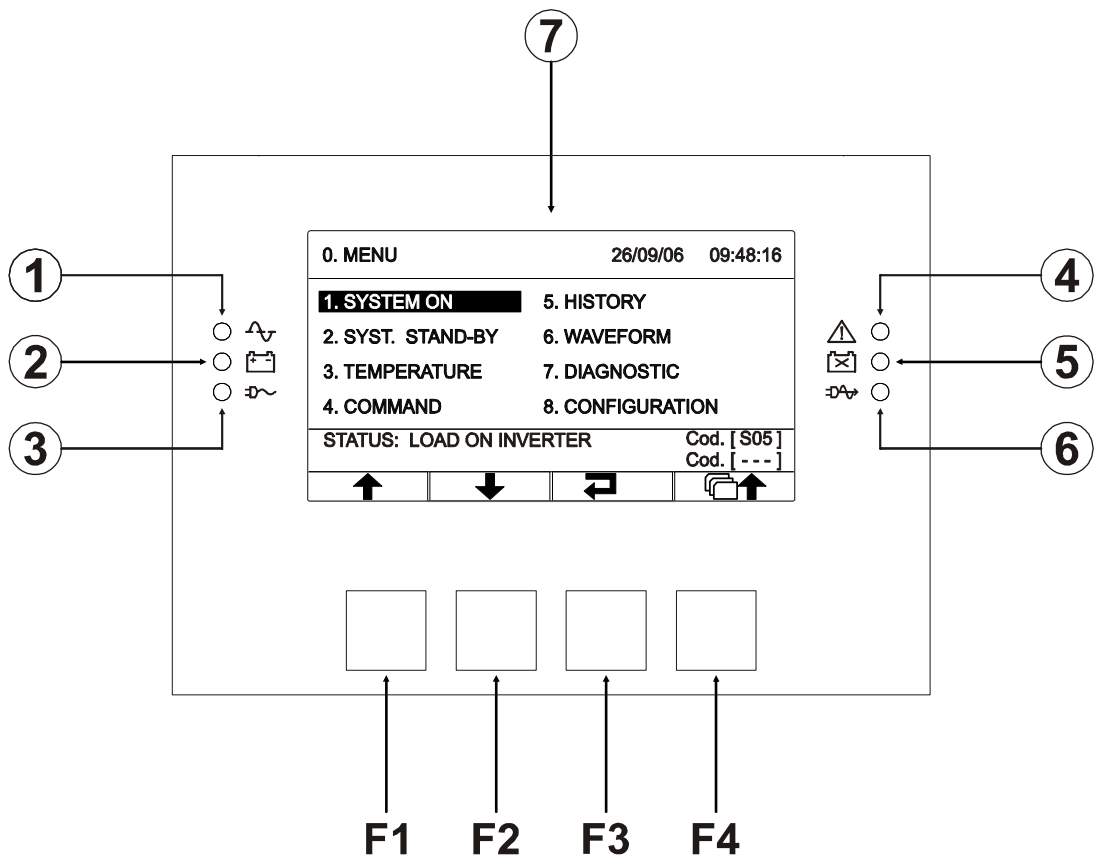 7
0. MENU 26/09/06 09:48:16
1. SYSTEM ON 5. HISTORY
2. SYST. STAND-BY 6. WAVEFORM
3. TEMPERATURE 7. DIAGNOSTIC
4. COMMAND 8. CONFIGURATION
STATUS: LOAD ON INVERTER Cod. [ S05 ]
Cod. [ - - - ]
1
2
3
4
5
6
F1 F2 F3 F4